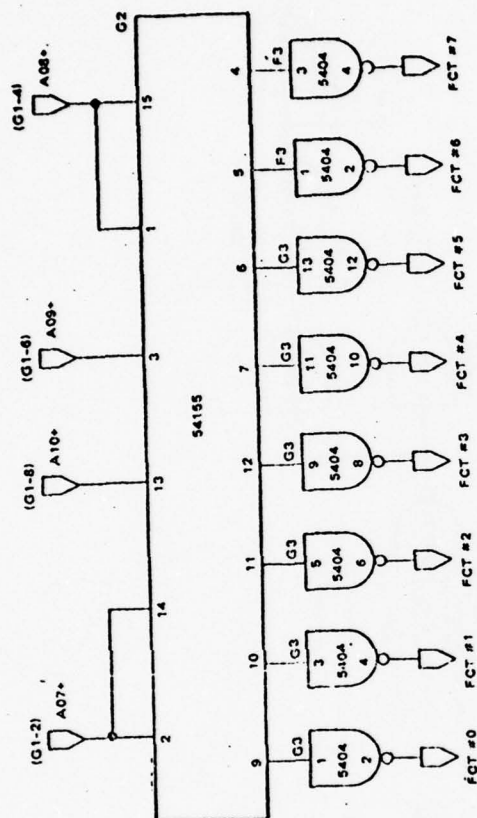 (G1-2) (G1-8) (G1-6) (G1-4)
A07+ A10+ A09+ A08+
G2
2 14 13 3 1 15
54155
9 10 11 12 7 6 5 4
G3 G3 G3 G3 G3 G3 F3 F3
1 3 5 9 11 13 1 3
5404 5404 5404 5404 5404 5404 5404 5404
2 4 6 8 10 12 2 4
FCT #0 FCT #1 FCT #2 FCT #3 FCT #4 FCT #5 FCT #6 FCT #7